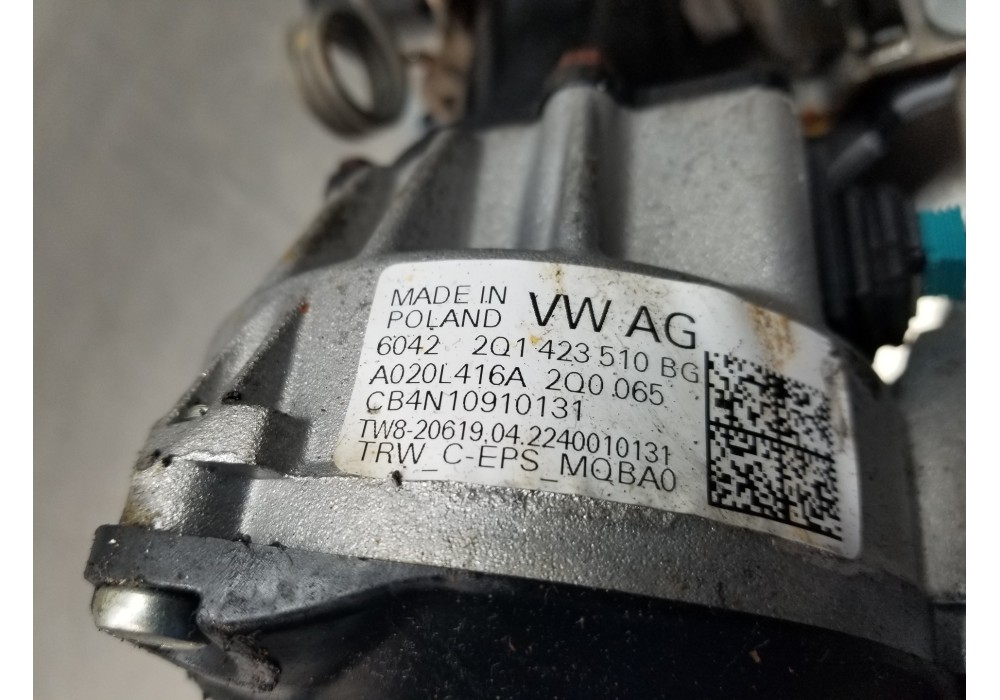 MADE IN
POLAND VW AG
6042 2Q1 423 510 BG
A020L416A 2Q0.065
CB4N10910131
TW8-20619.04.2240010131
TRW_C-EPS_MQBA0